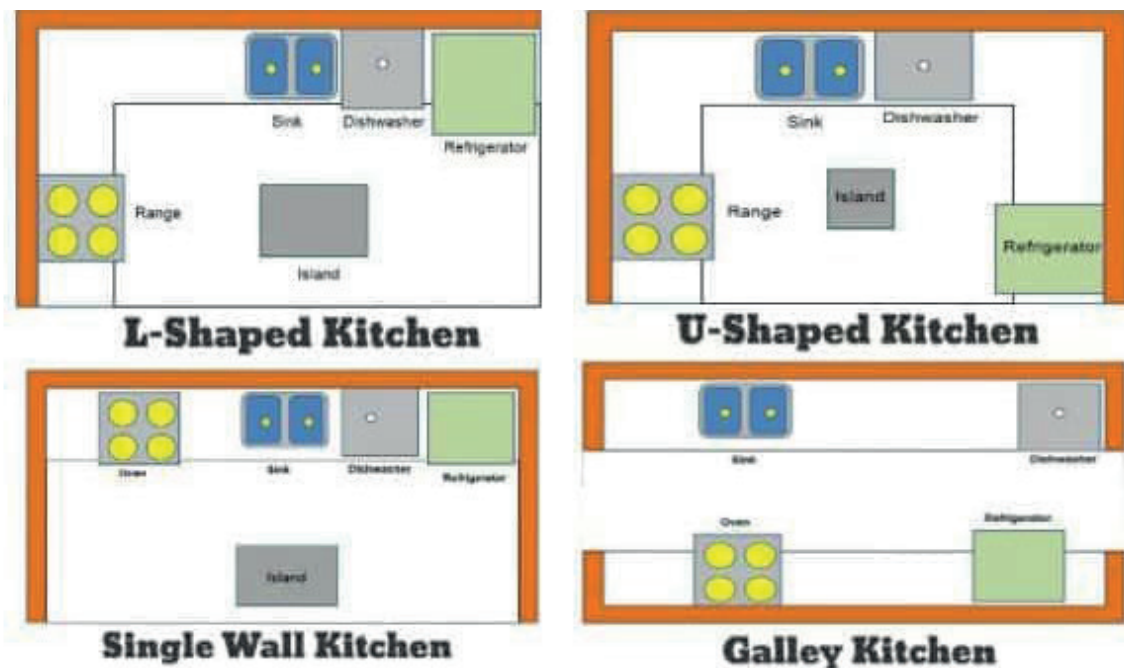 Sink
Dishwasher
Refrigerator
Range
Island
L-Shaped Kitchen
Sink
Dishwasher
Island
Range
Refrigerator
U-Shaped Kitchen
Oven
Sink
Dishwasher
Refrigerator
Island
Single Wall Kitchen
Sink
Dishwasher
Oven
Refrigerator
Galley Kitchen